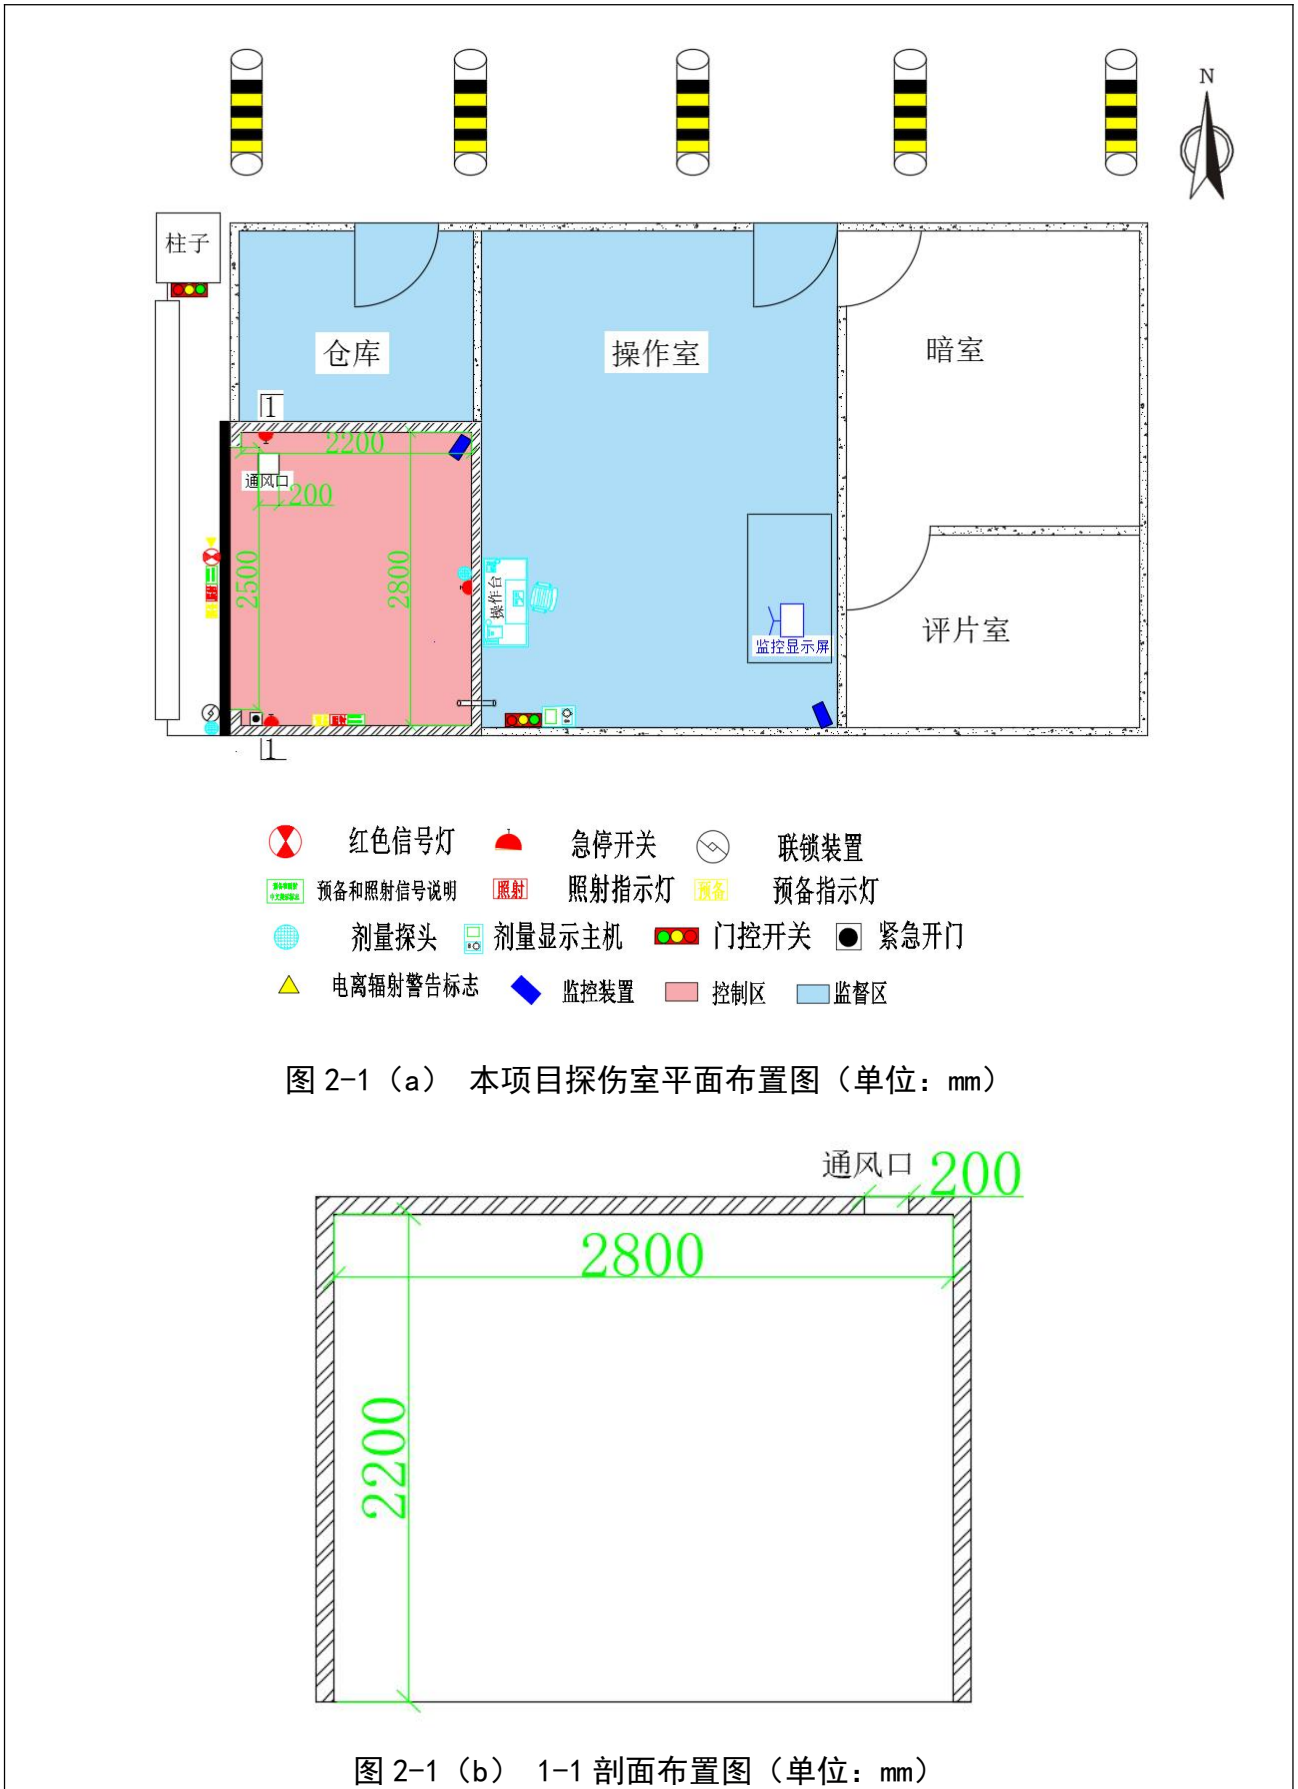 N
柱子
仓库
操作室
暗室
1
2200
通风口
200
2500
2800
操作台
监控显示屏
评片室
预备 照射
1
红色信号灯 急停开关 联锁装置
预备和照射信号说明 照射 照射指示灯 预备 预备指示灯
剂量探头 剂量显示主机 门控开关 紧急开门
电离辐射警告标志 监控装置 控制区 监督区
图 2-1（a） 本项目探伤室平面布置图（单位：mm）
通风口 200
2800
2200
图 2-1（b） 1-1 剖面布置图（单位：mm）